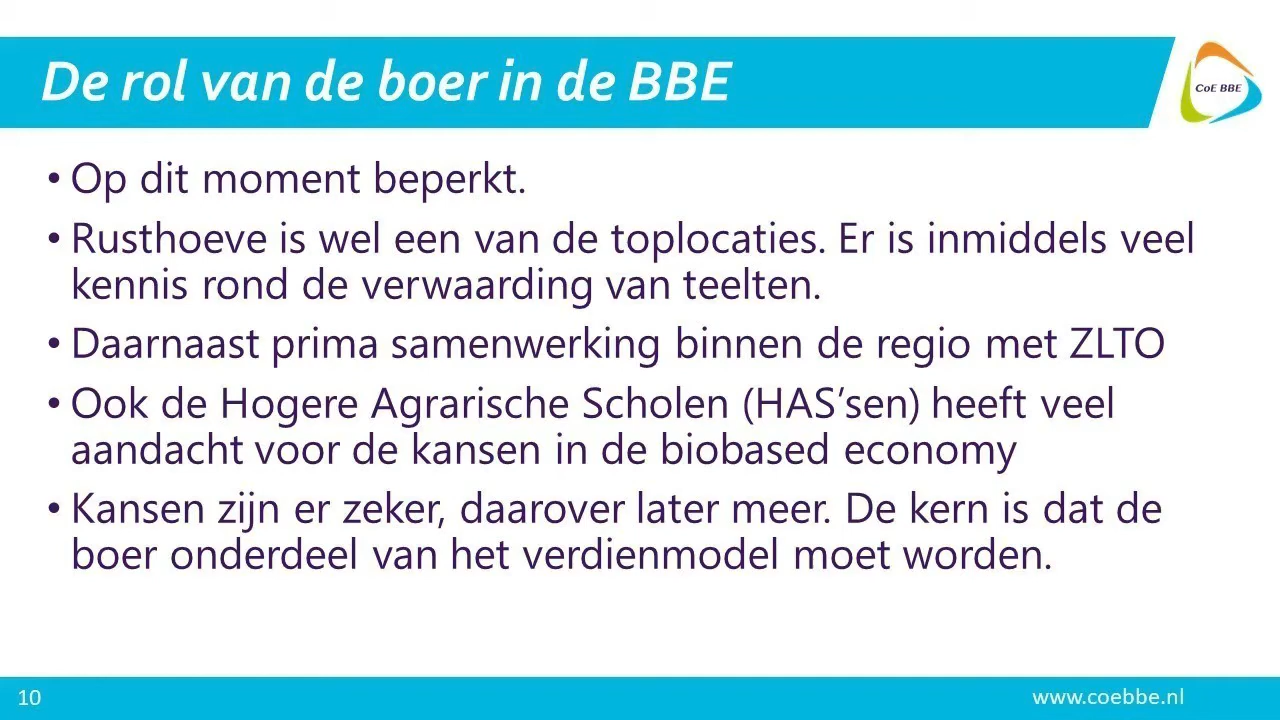 De rol van de boer in de BBE
CoE BBE
• Op dit moment beperkt.
• Rusthoeve is wel een van de toplocaties. Er is inmiddels veel
kennis rond de verwaarding van teelten.
• Daarnaast prima samenwerking binnen de regio met ZLTO
• Ook de Hogere Agrarische Scholen (HAS’sen) heeft veel
aandacht voor de kansen in de biobased economy
• Kansen zijn er zeker, daarover later meer. De kern is dat de
boer onderdeel van het verdienmodel moet worden.
10
www.coebbe.nl